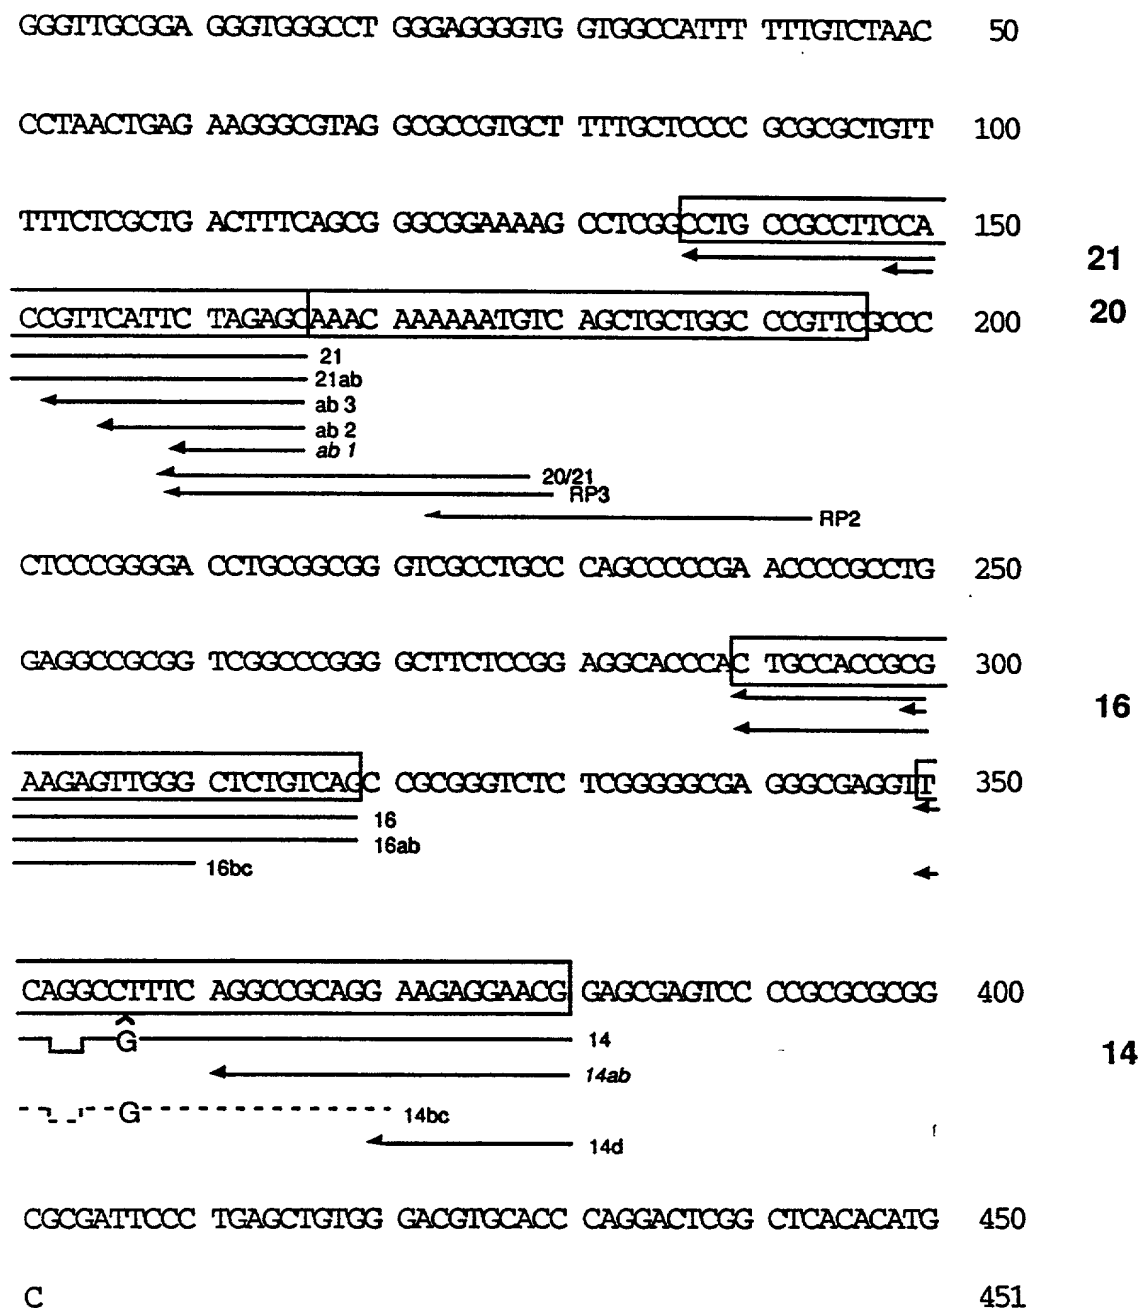 GGGTTGCGGA GGGTGGGCCT GGGAGGGGTG GTGGCCATTT TTTGTCTAAC 50
CCTAACTGAG AAGGGCGTAG GCGCCGTGCT TTTGCTCCCC GCGCGCTGTT 100
TTTCTCGCTG ACTTTCAGCG GGCGGAAAAG CCTCGGCCTG CCGCCTTCCA 150
21
CCGTTCATTC TAGAGCAAAC AAAAAATGTC AGCTGCTGGC CCGTTCGCCC 200 20
21
21ab
ab 3
ab 2
ab 1
20/21
RP3
RP2
CTCCCGGGGA CCTGCGGCGG GTCGCCTGCC CAGCCCCCGA ACCCCGCCTG 250
GAGGCCGCGG TCGGCCCGGG GCTTCTCCGG AGGCACCCAC TGCCACCGCG 300
16
AAGAGTTGGG CTCTGTCAGC CGCGGGTCTC TCGGGGGCGA GGGCGAGGTT 350
16
16ab
16bc
CAGGCCTTTC AGGCCGCAGG AAGAGGAACG GAGCGAGTCC CCGCGCGCGG 400
G 14
14
14ab
G 14bc
14d
CGCGATTCCC TGAGCTGTGG GACGTGCACC CAGGACTCGG CTCACACATG 450
C 451